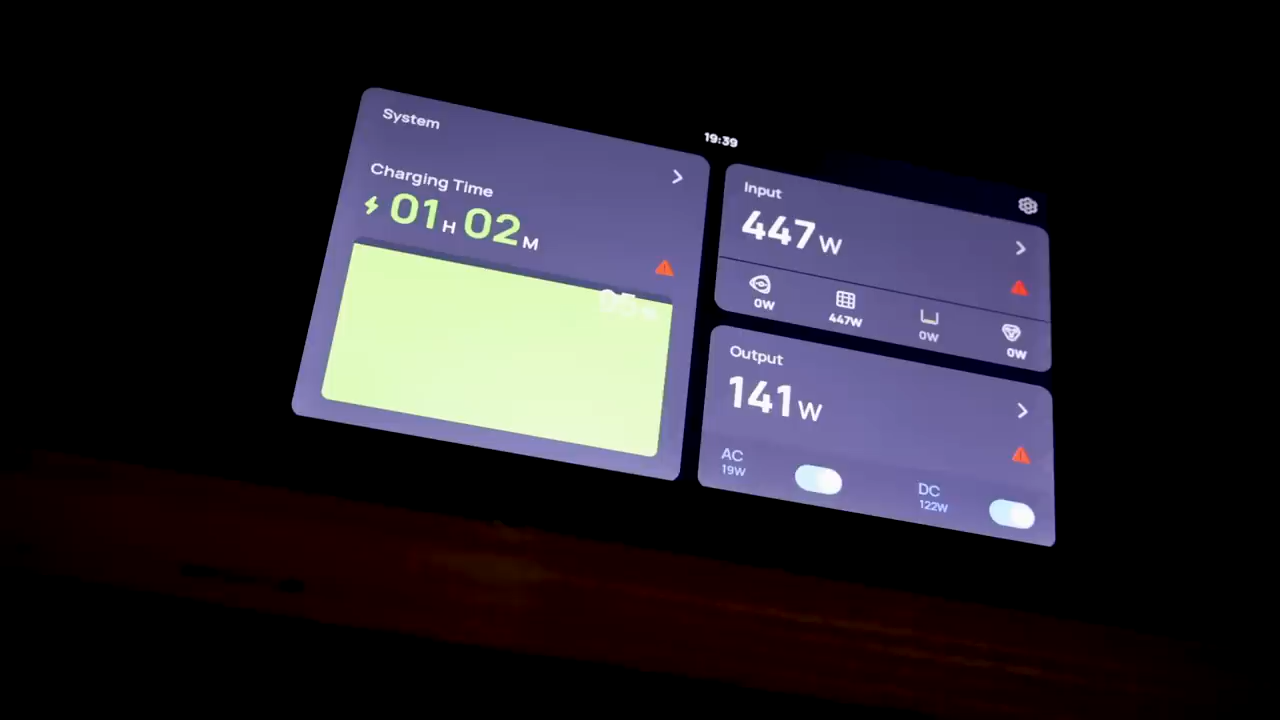 19:39
System
Charging Time
01 H 02 M
Input
447 W
0W
447W
0W
0W
Output
141 W
AC
19W
DC
122W